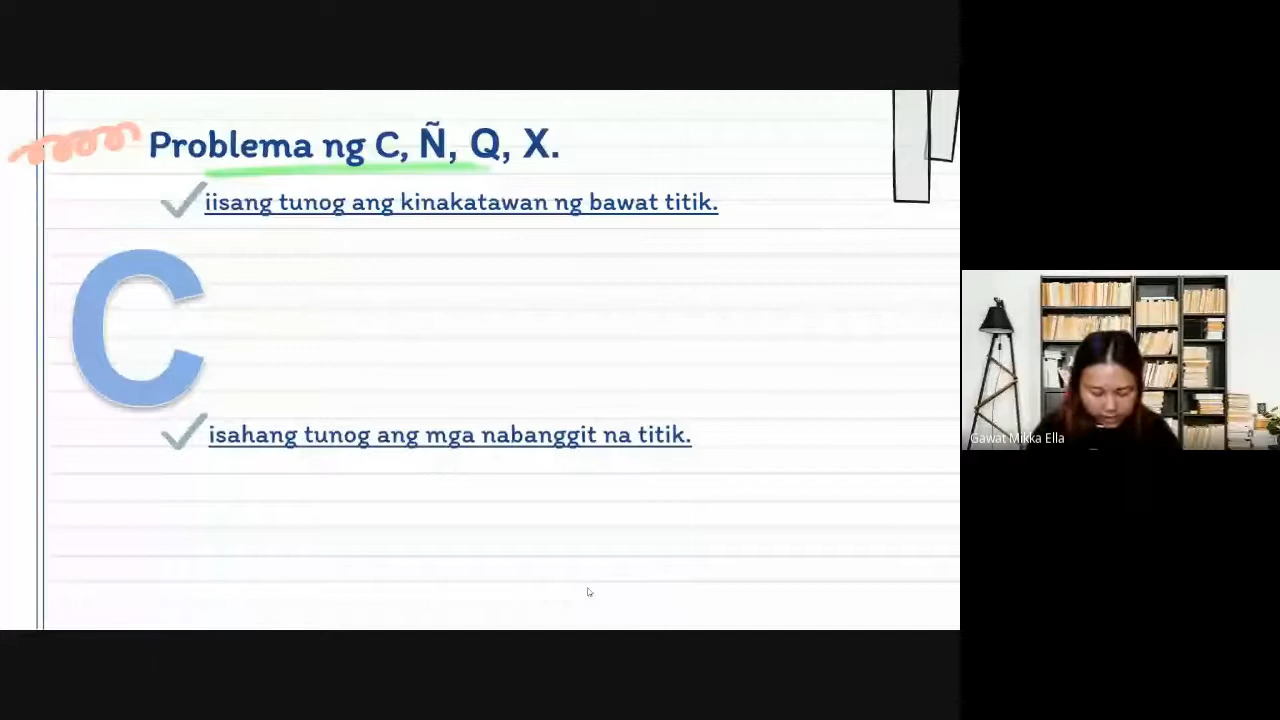 Problema ng C, Ñ, Q, X.
iisang tunog ang kinakatawan ng bawat titik.
C
isahang tunog ang mga nabanggit na titik.
Gawat Mikka Ella